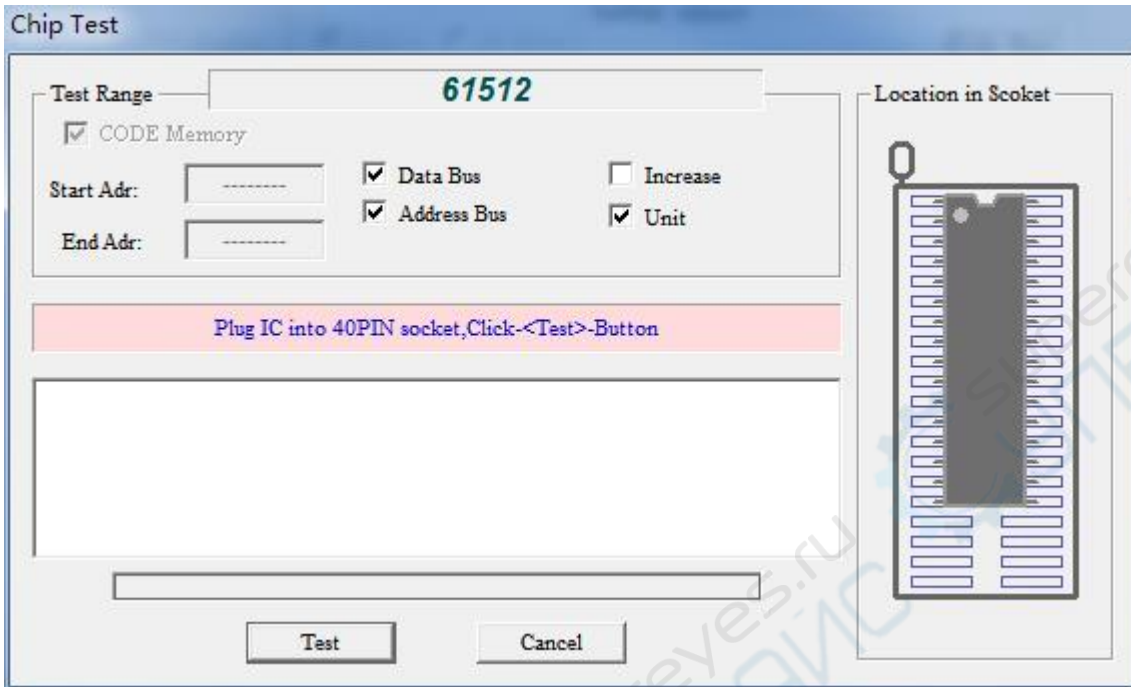 Chip Test
Test Range
61512
Location in Scoket
CODE Memory
Start Adr:
--------
Data Bus
Increase
Address Bus
Unit
End Adr:
--------
Plug IC into 40PIN socket,Click-<Test>-Button
Test
Cancel